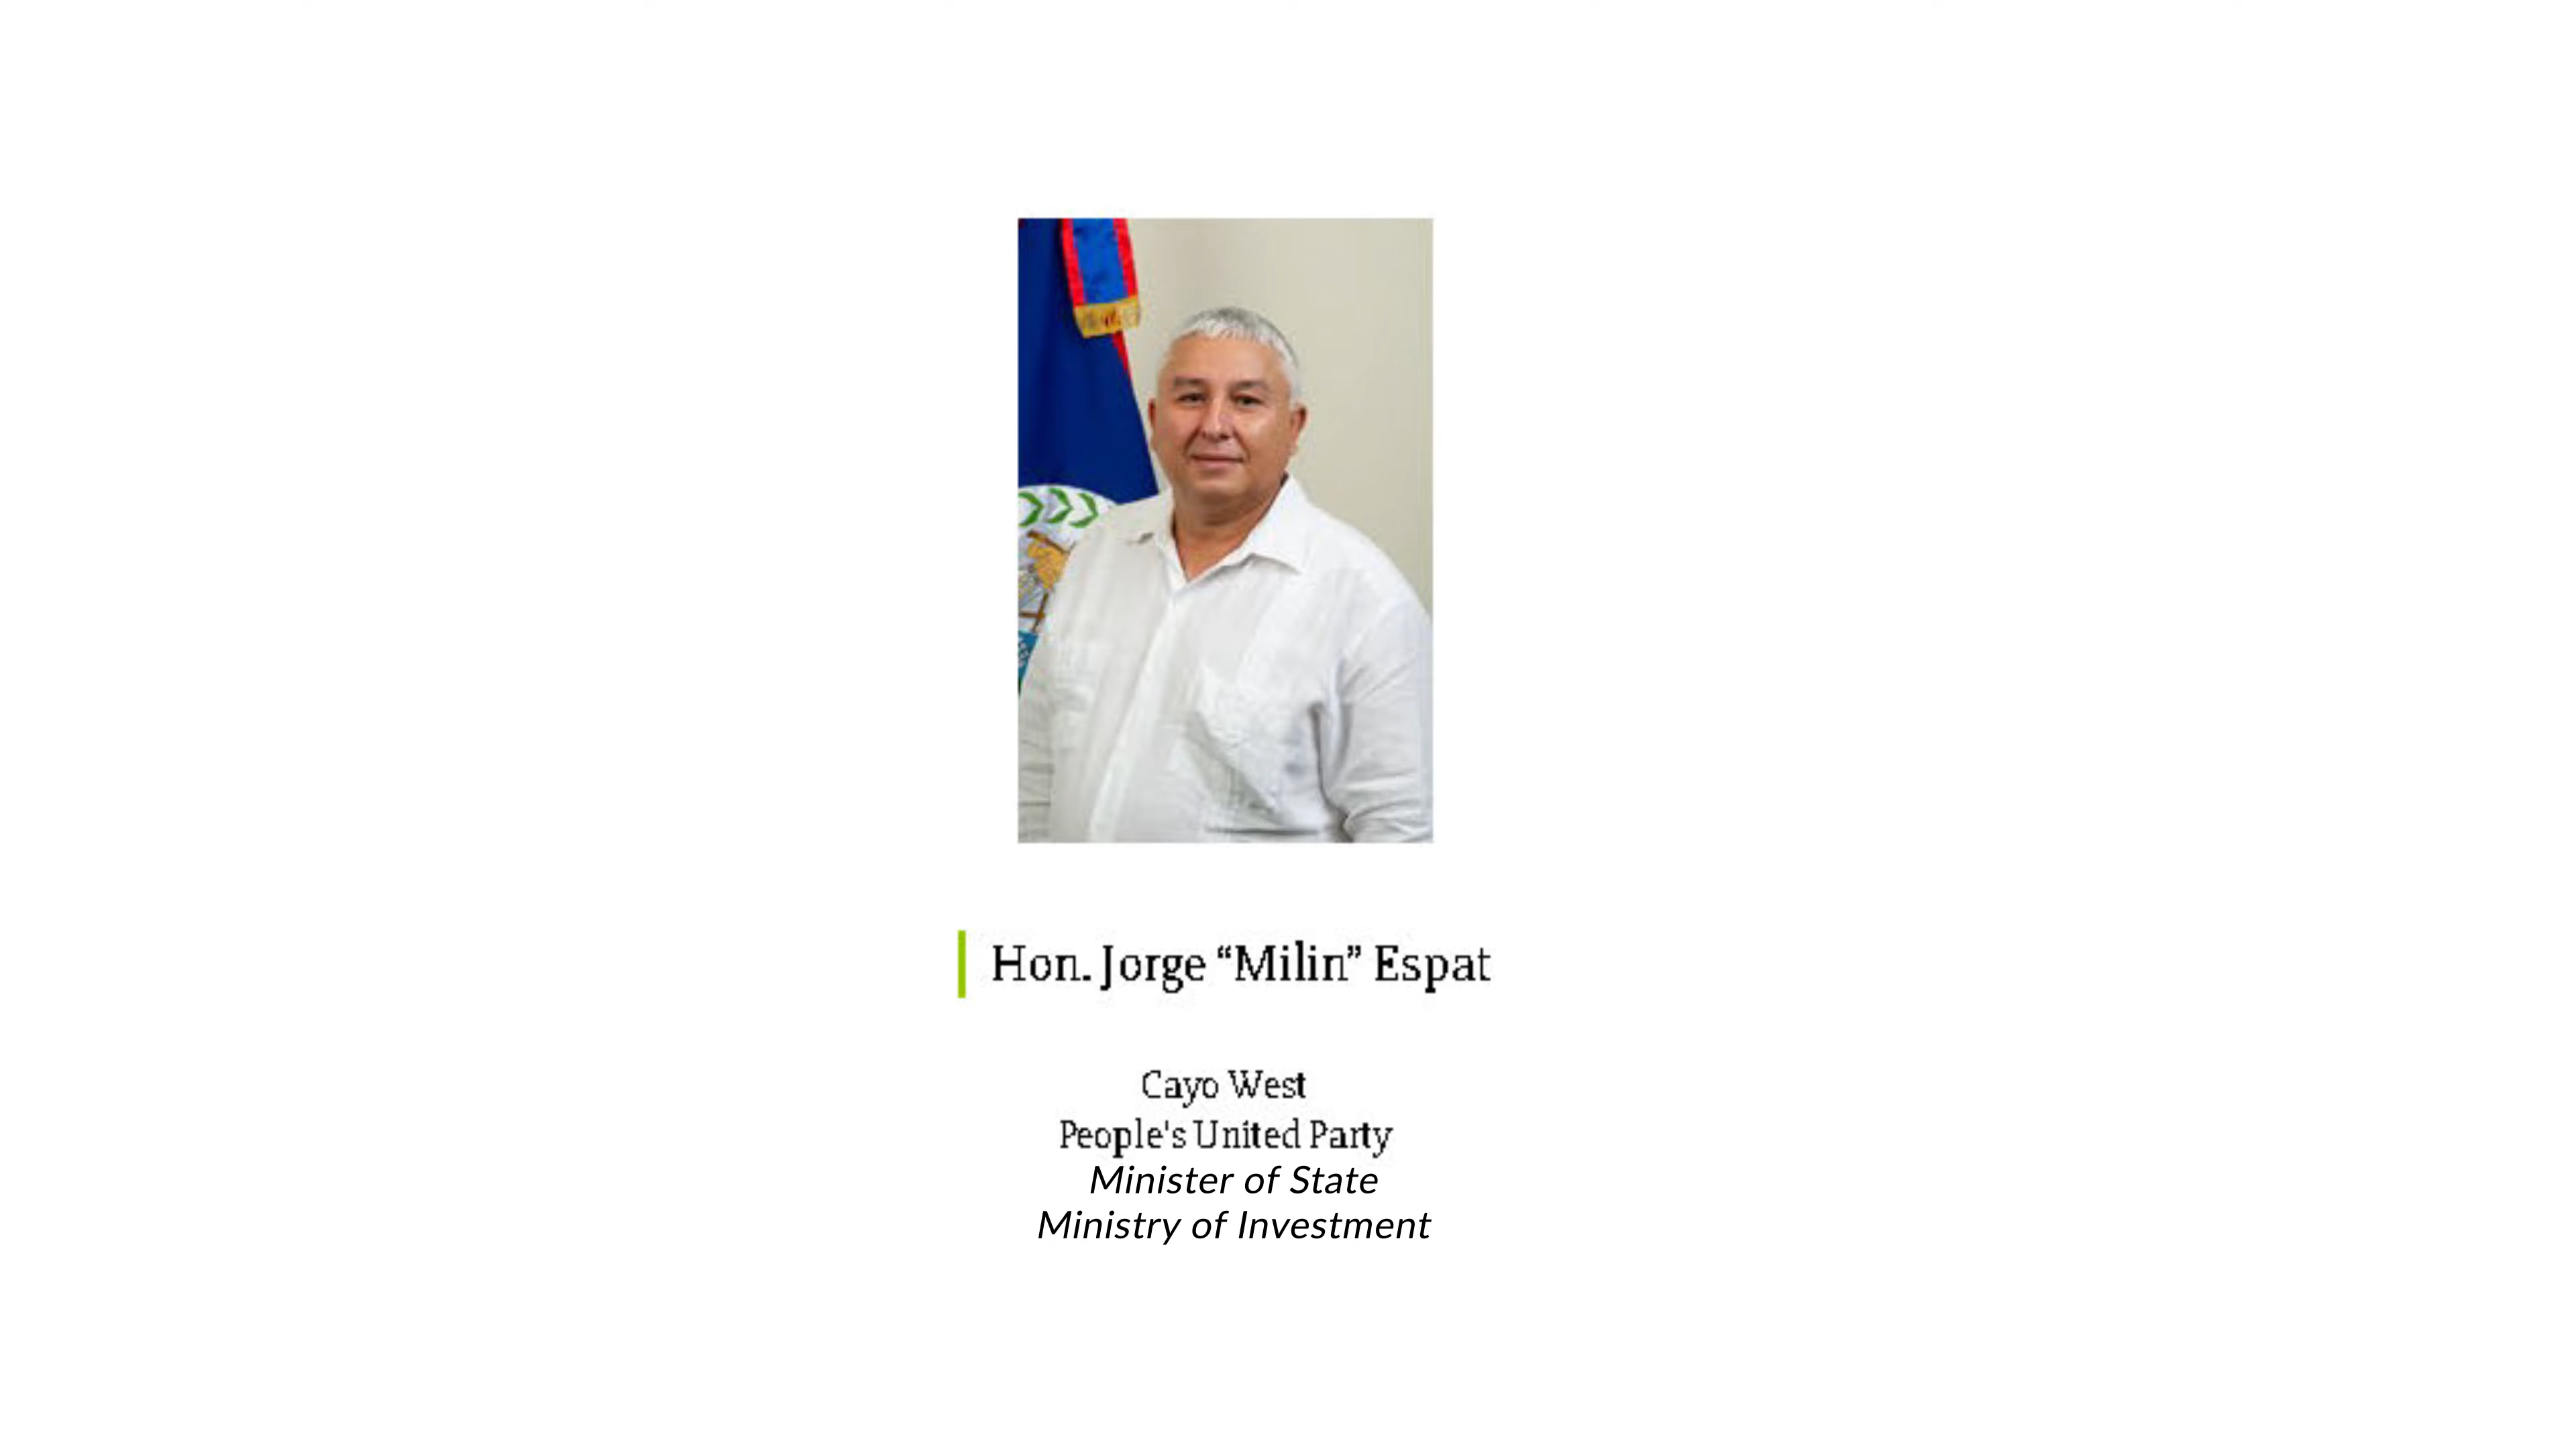 Hon. Jorge “Milin” Espat
Cayo West
People's United Party
Minister of State
Ministry of Investment